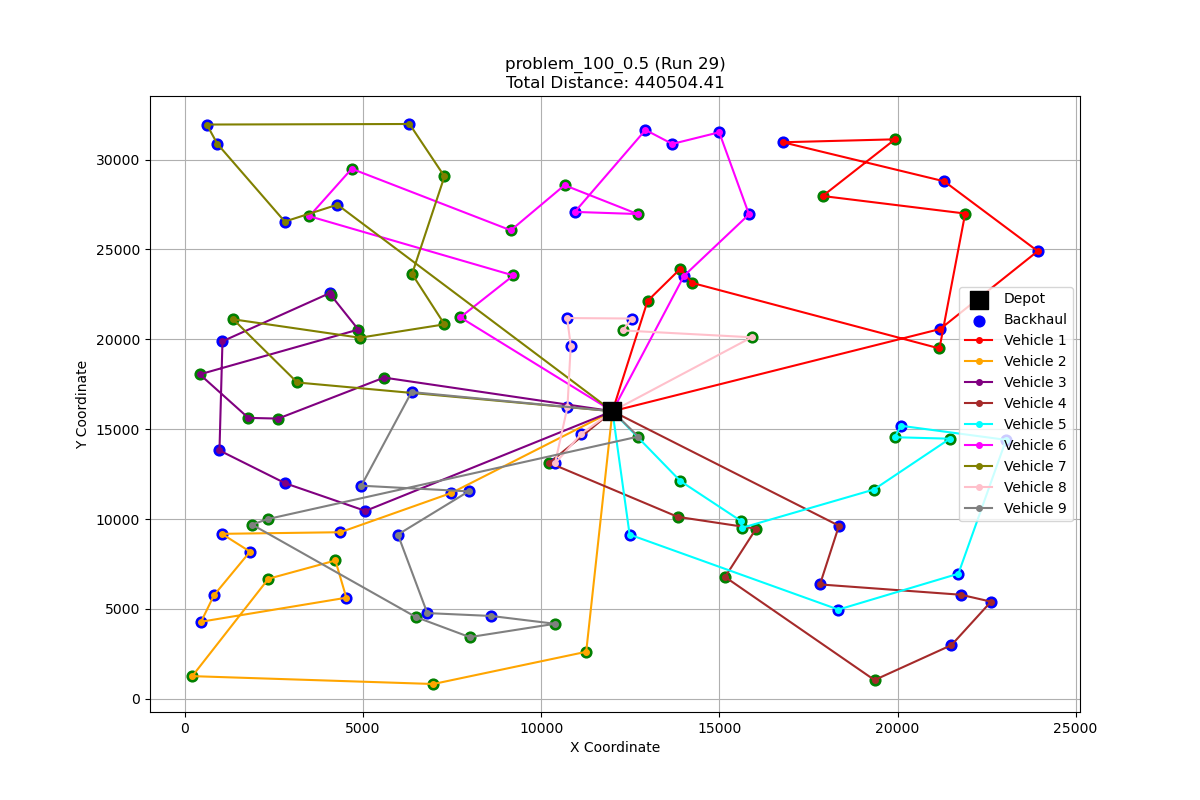 problem_100_0.5 (Run 29)
Total Distance: 440504.41
Y Coordinate
30000
25000
20000
15000
10000
5000
0
Depot
Backhaul
Vehicle 1
Vehicle 2
Vehicle 3
Vehicle 4
Vehicle 5
Vehicle 6
Vehicle 7
Vehicle 8
Vehicle 9
0 5000 10000 15000 20000 25000
X Coordinate